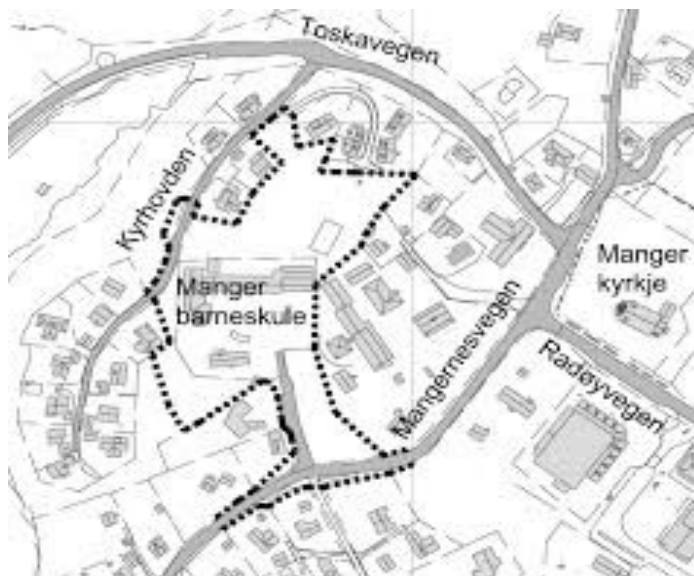 Toskavegen
Kyrhovden
Manger
kyrkje
Manger
barneskule
Mangernesvegen
Radøyvegen